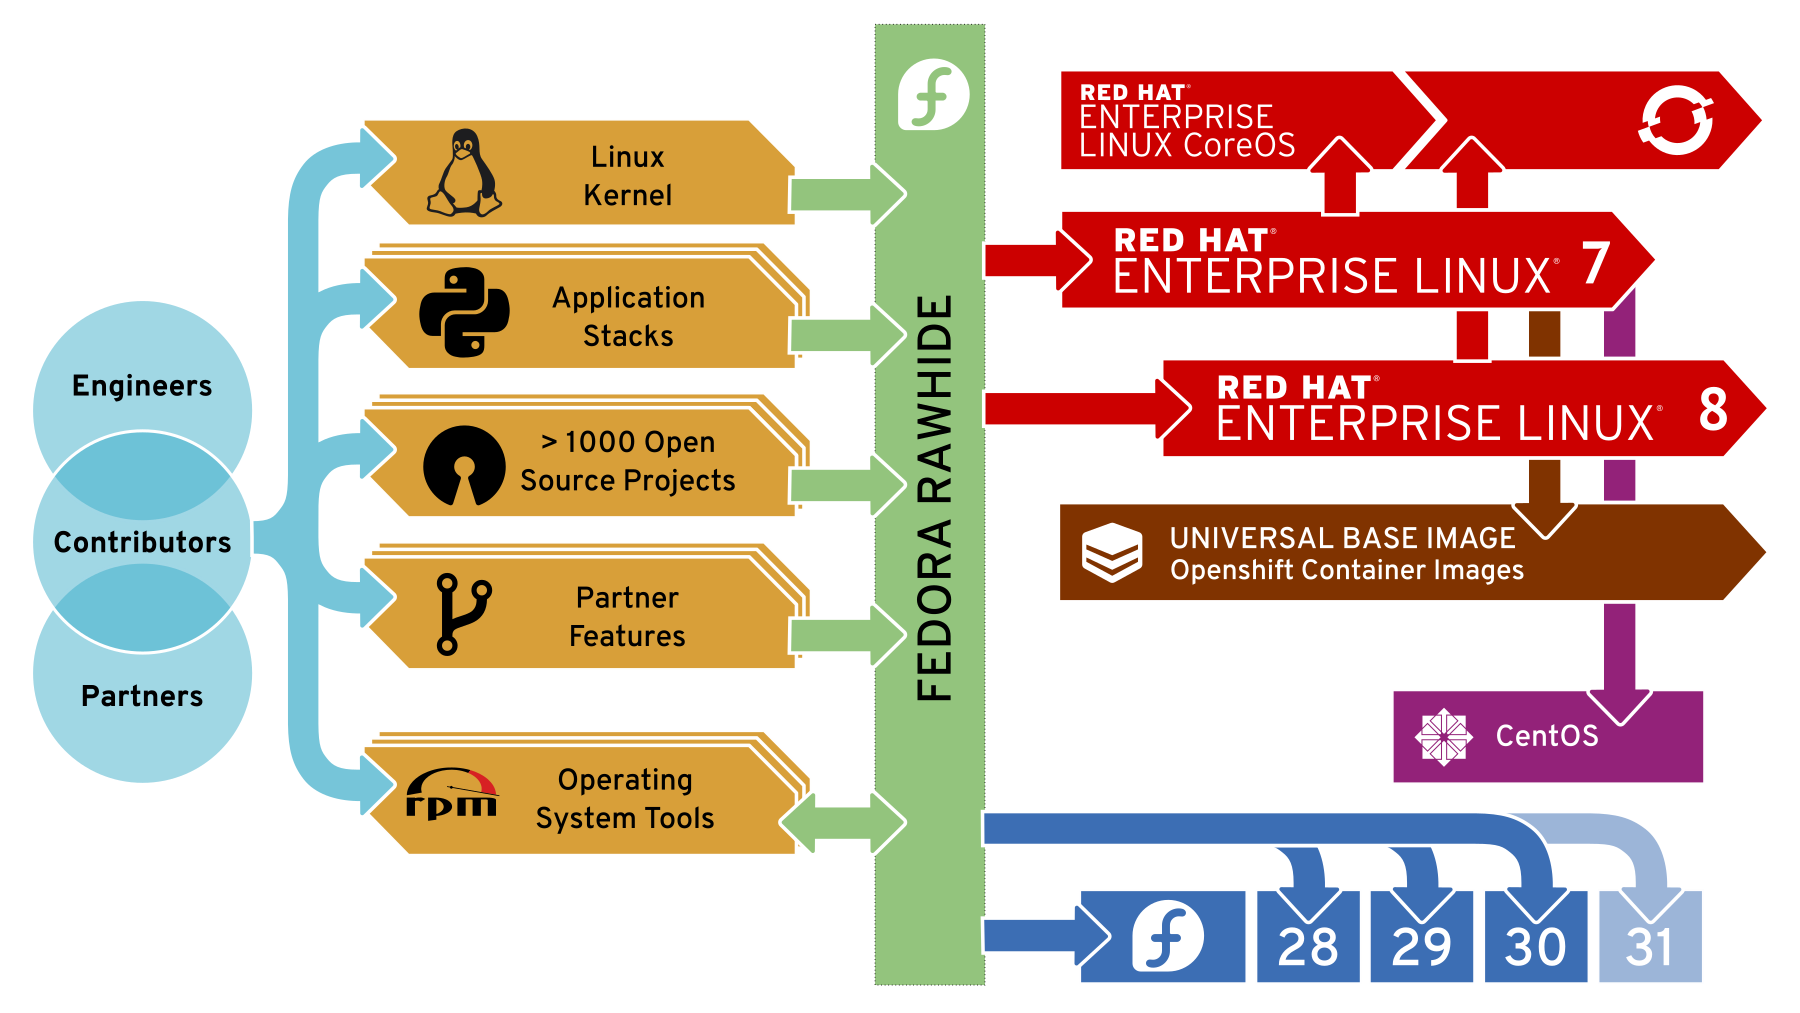 Engineers
Contributors
Partners
Linux
Kernel
Application
Stacks
> 1000 Open
Source Projects
Partner
Features
rpm
Operating
System Tools
FEDORA RAWHIDE
RED HAT®
ENTERPRISE
LINUX CoreOS
RED HAT®
ENTERPRISE LINUX® 7
RED HAT®
ENTERPRISE LINUX® 8
UNIVERSAL BASE IMAGE
Openshift Container Images
CentOS
28 29 30 31